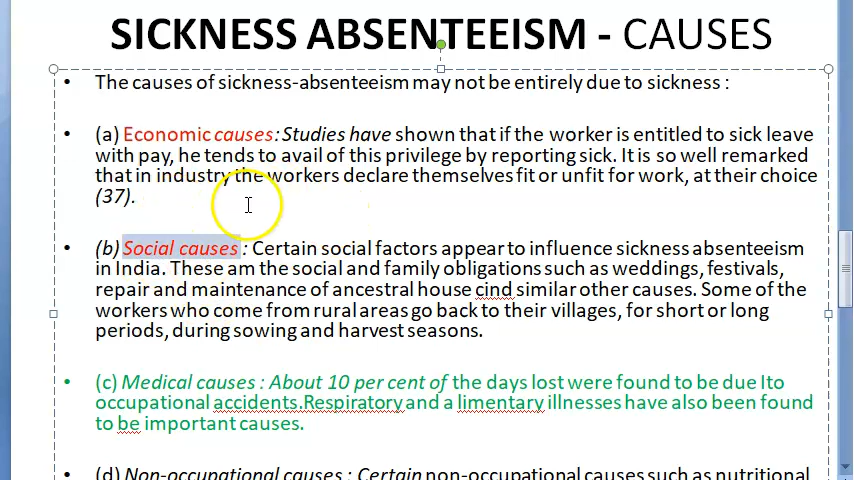 SICKNESS ABSENTEEISM - CAUSES
• The causes of sickness-absenteeism may not be entirely due to sickness :
• (a) Economic causes: Studies have shown that if the worker is entitled to sick leave
with pay, he tends to avail of this privilege by reporting sick. It is so well remarked
that in industry the workers declare themselves fit or unfit for work, at their choice
(37).
• (b) Social causes : Certain social factors appear to influence sickness absenteeism
in India. These am the social and family obligations such as weddings, festivals,
repair and maintenance of ancestral house cind similar other causes. Some of the
workers who come from rural areas go back to their villages, for short or long
periods, during sowing and harvest seasons.
• (c) Medical causes : About 10 per cent of the days lost were found to be due Ito
occupational accidents.Respiratory and a limentary illnesses have also been found
to be important causes.
(d) Non-occupational causes : Certain non-occupational causes such as nutritional